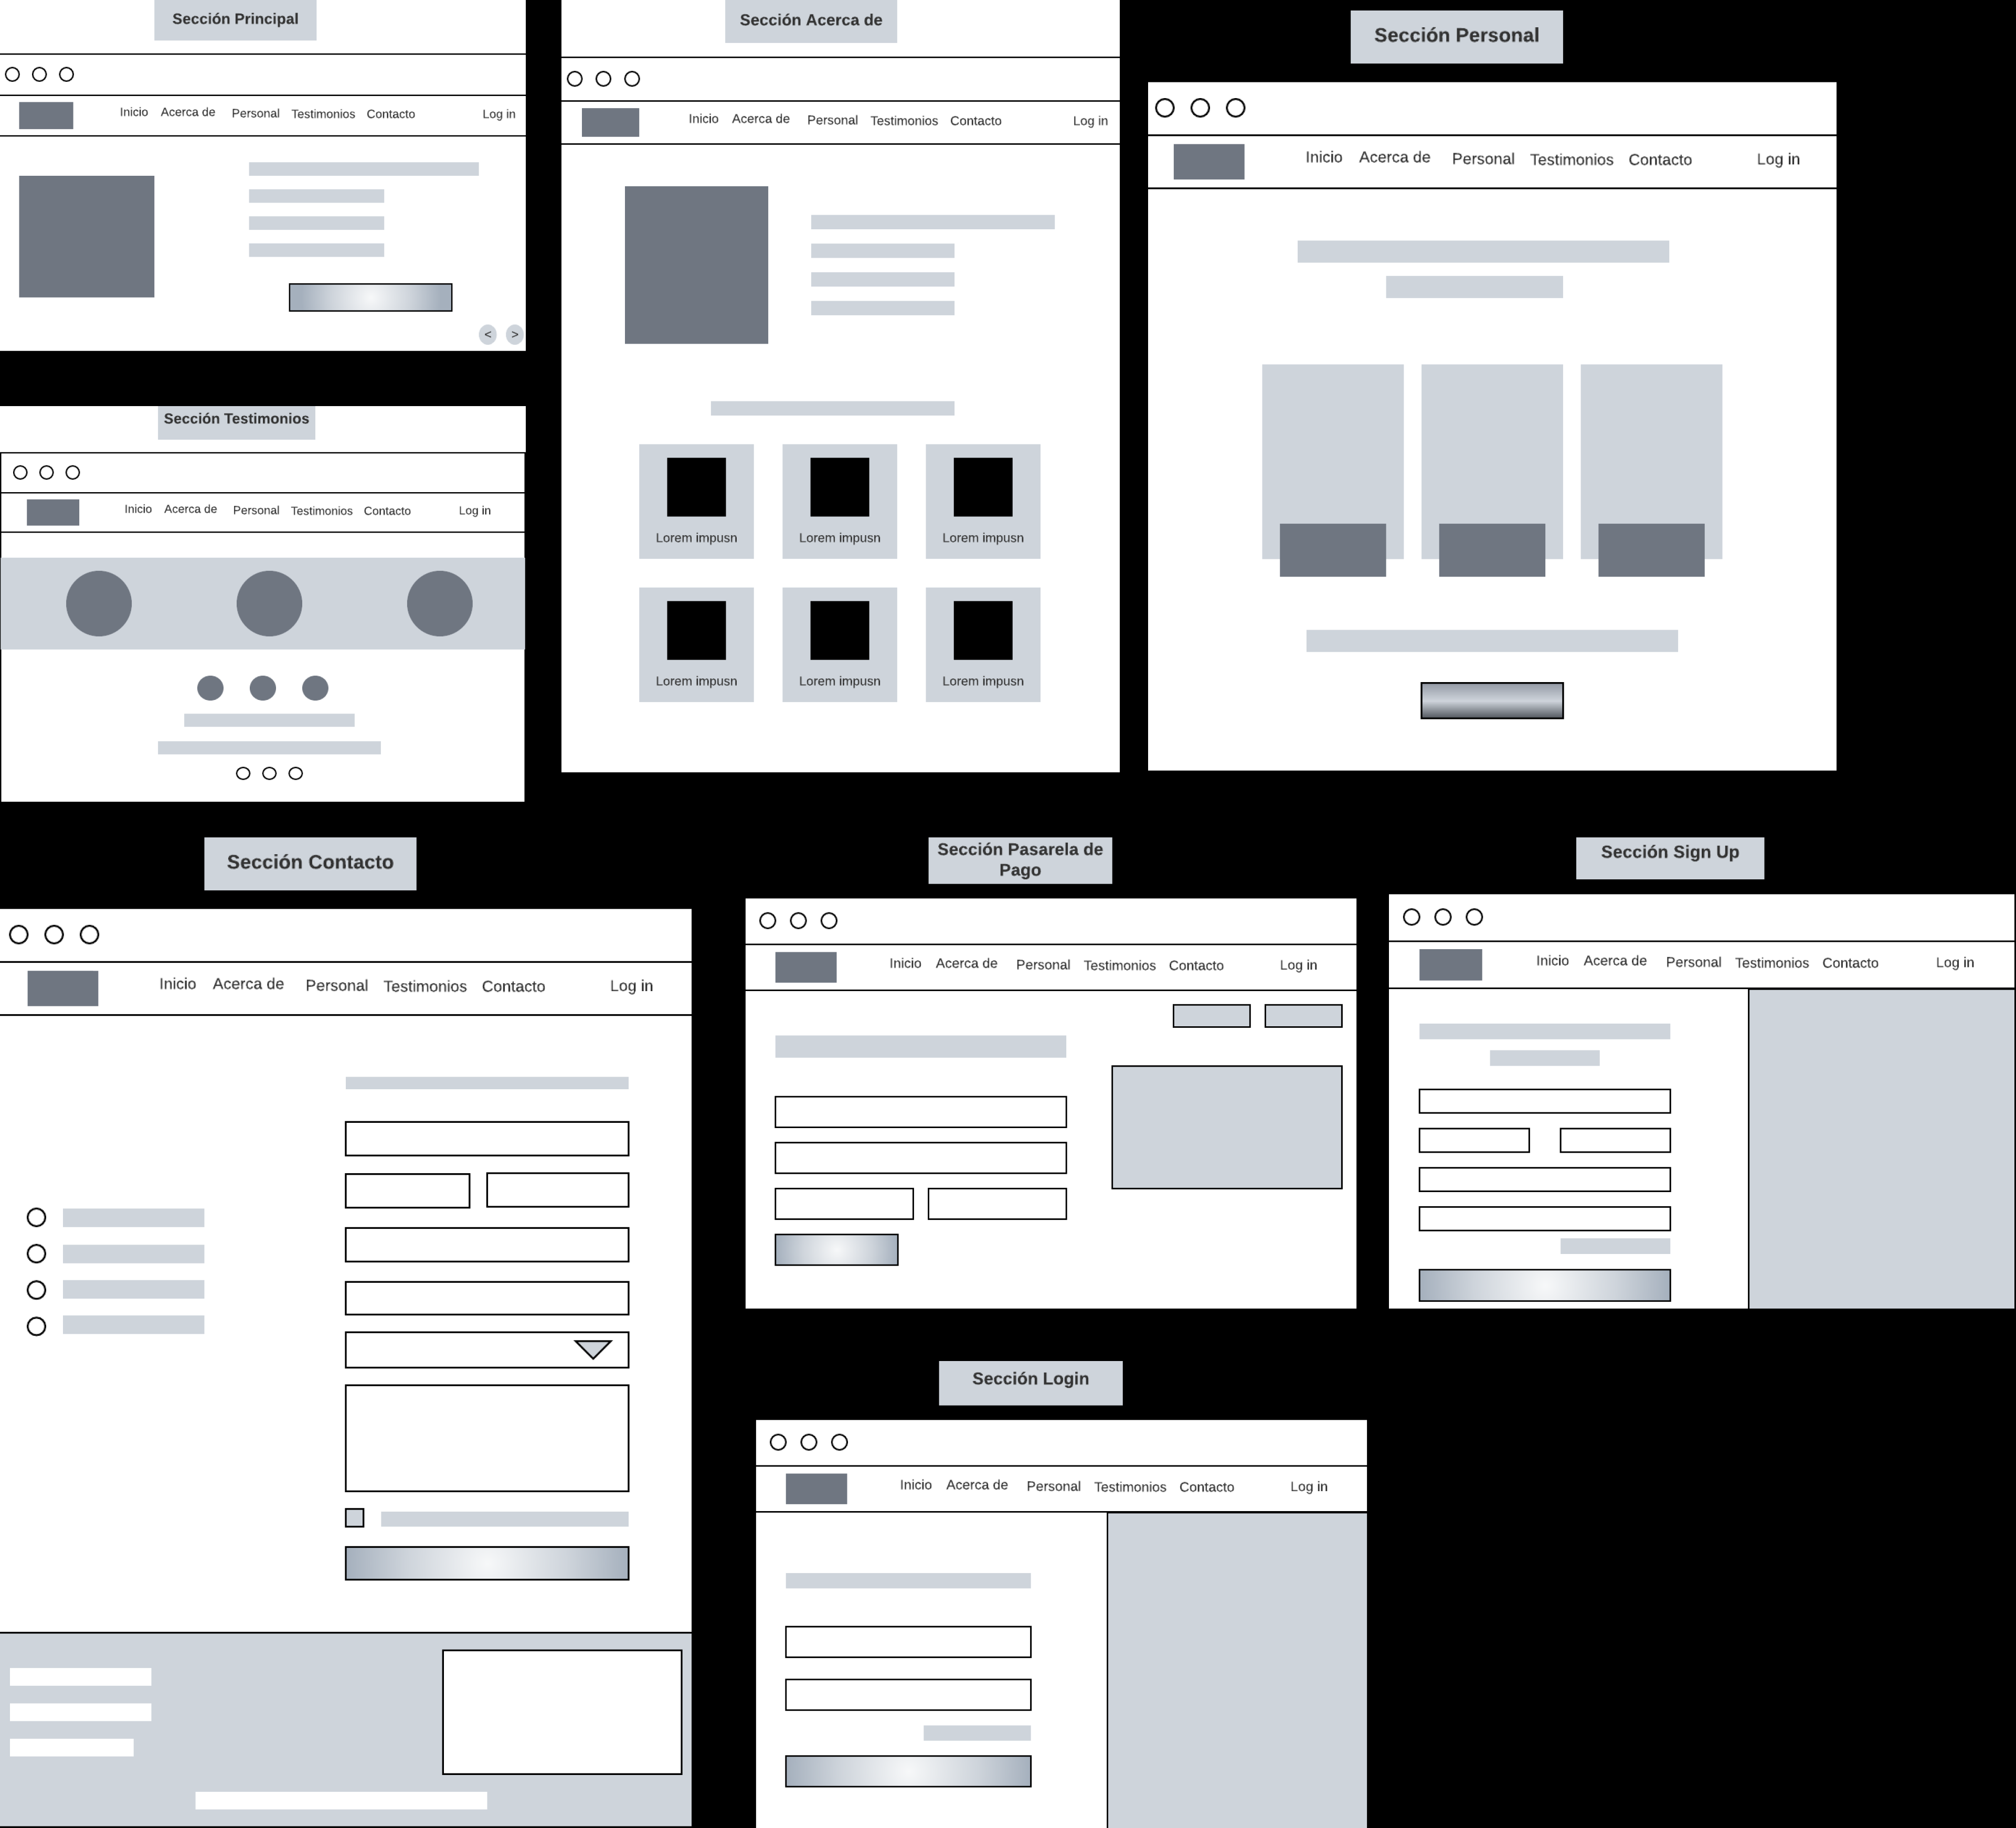 Sección Principal
Inicio Acerca de Personal Testimonios Contacto Log in
< >
Sección Acerca de
Inicio Acerca de Personal Testimonios Contacto Log in
Lorem impusn Lorem impusn Lorem impusn
Lorem impusn Lorem impusn Lorem impusn
Sección Personal
Inicio Acerca de Personal Testimonios Contacto Log in
Sección Testimonios
Inicio Acerca de Personal Testimonios Contacto Log in
Sección Contacto
Inicio Acerca de Personal Testimonios Contacto Log in
Sección Pasarela de
Pago
Inicio Acerca de Personal Testimonios Contacto Log in
Sección Sign Up
Inicio Acerca de Personal Testimonios Contacto Log in
Sección Login
Inicio Acerca de Personal Testimonios Contacto Log in